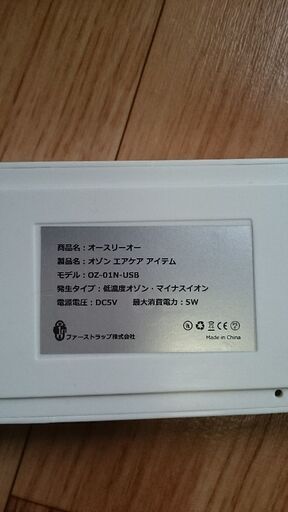 商品名：オースリーオー
製品名：オゾン エアケア アイテム
モデル：OZ-01N-USB
発生タイプ：低濃度オゾン・マイナスイオン
電源電圧：DC5V　最大消費電力：5W
ファーストラップ株式会社
Made in China